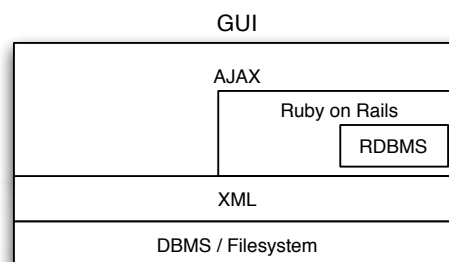 GUI
AJAX
Ruby on Rails
RDBMS
XML
DBMS / Filesystem